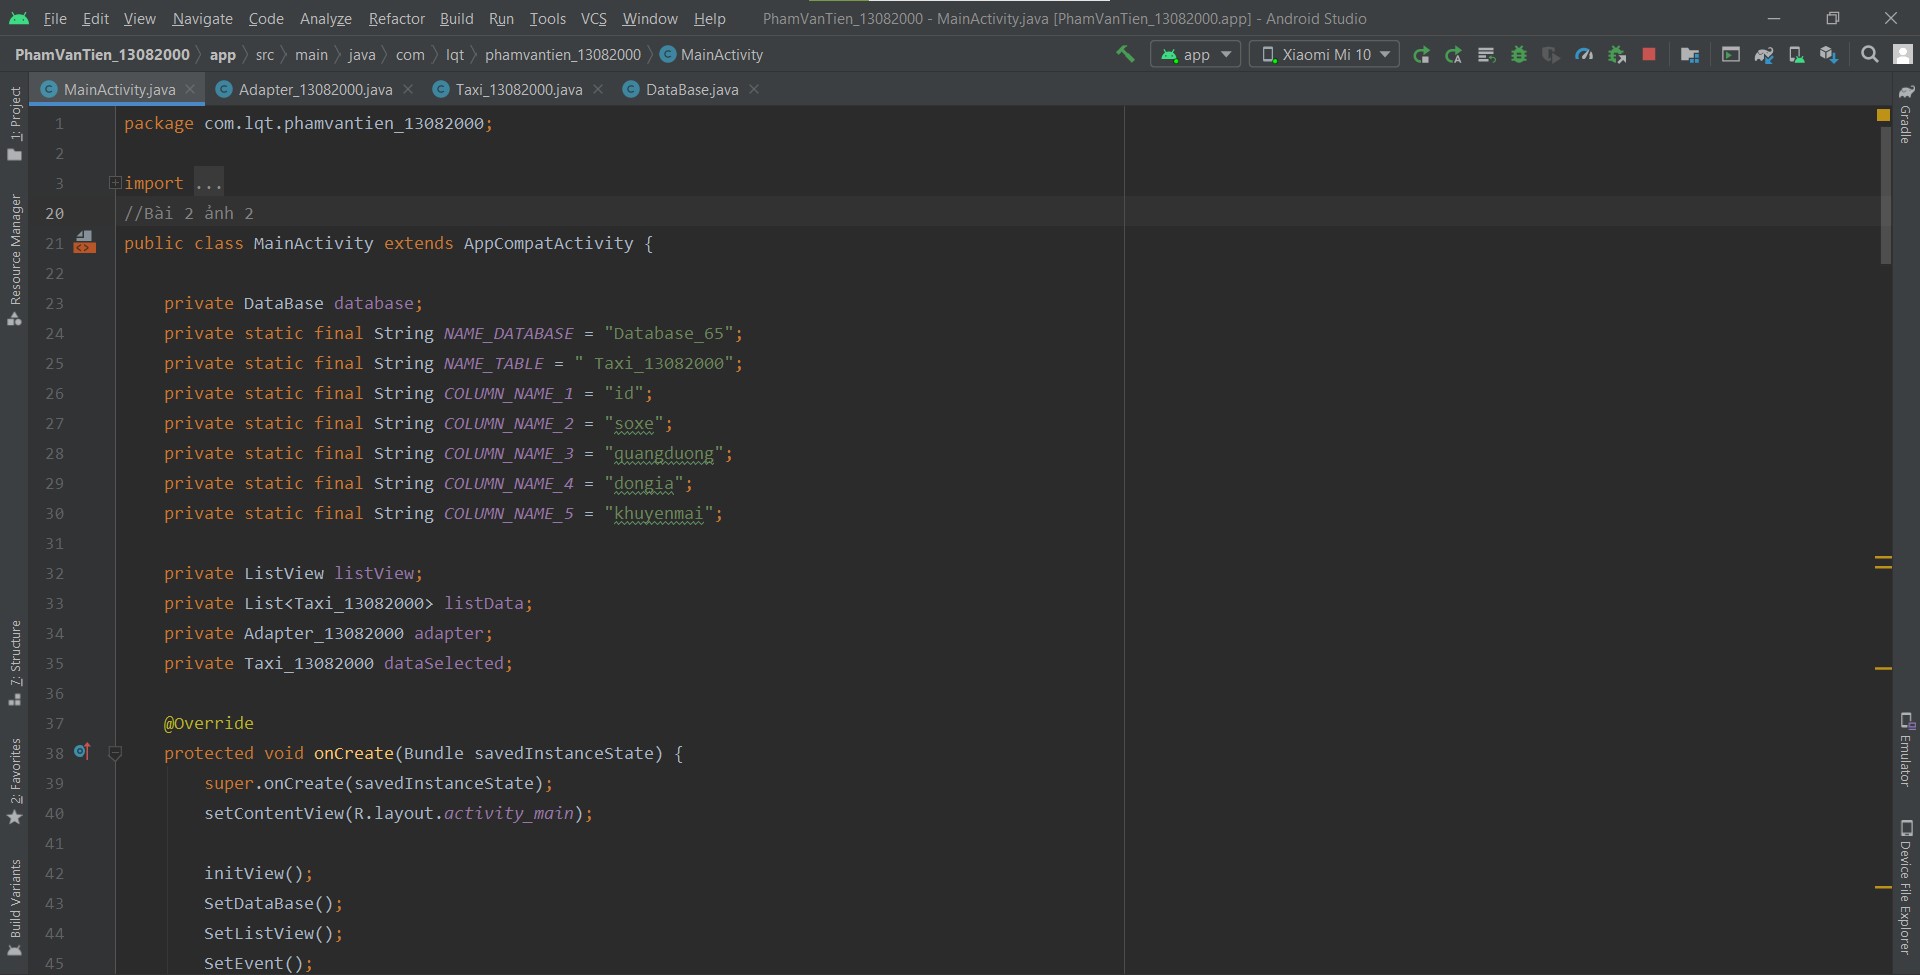 File Edit View Navigate Code Analyze Refactor Build Run Tools VCS Window Help PhamVanTien_13082000 - MainActivity.java [PhamVanTien_13082000.app] - Android Studio
PhamVanTien_13082000 app src main java com lqt phamvantien_13082000 MainActivity app Xiaomi Mi 10
MainActivity.java Adapter_13082000.java Taxi_13082000.java DataBase.java
1: Project
Resource Manager
7: Structure
2: Favorites
Build Variants
1 package com.lqt.phamvantien_13082000;
2
3 import ...
20 //Bài 2 ảnh 2
21 public class MainActivity extends AppCompatActivity {
22
23 private DataBase database;
24 private static final String NAME_DATABASE = "Database_65";
25 private static final String NAME_TABLE = " Taxi_13082000";
26 private static final String COLUMN_NAME_1 = "id";
27 private static final String COLUMN_NAME_2 = "soxe";
28 private static final String COLUMN_NAME_3 = "quangduong";
29 private static final String COLUMN_NAME_4 = "dongia";
30 private static final String COLUMN_NAME_5 = "khuyenmai";
31
32 private ListView listView;
33 private List<Taxi_13082000> listData;
34 private Adapter_13082000 adapter;
35 private Taxi_13082000 dataSelected;
36
37 @Override
38 protected void onCreate(Bundle savedInstanceState) {
39 super.onCreate(savedInstanceState);
40 setContentView(R.layout.activity_main);
41
42 initView();
43 SetDataBase();
44 SetListView();
45 SetEvent();
Gradle
Emulator
Device File Explorer